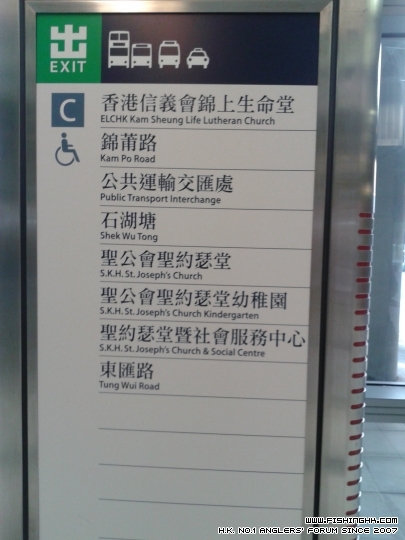 出
EXIT
C
香港信義會錦上生命堂
ELCHK Kam Sheung Life Lutheran Church
錦莆路
Kam Po Road
公共運輸交匯處
Public Transport Interchange
石湖塘
Shek Wu Tong
聖公會聖約瑟堂
S.K.H. St. Joseph's Church
聖公會聖約瑟堂幼稚園
S.K.H. St. Joseph's Church Kindergarten
聖約瑟堂暨社會服務中心
S.K.H. St. Joseph's Church & Social Centre
東匯路
Tung Wui Road
WWW.FISHINGHK.COM
H.K. NO.1 ANGLERS' FORUM SINCE 2007